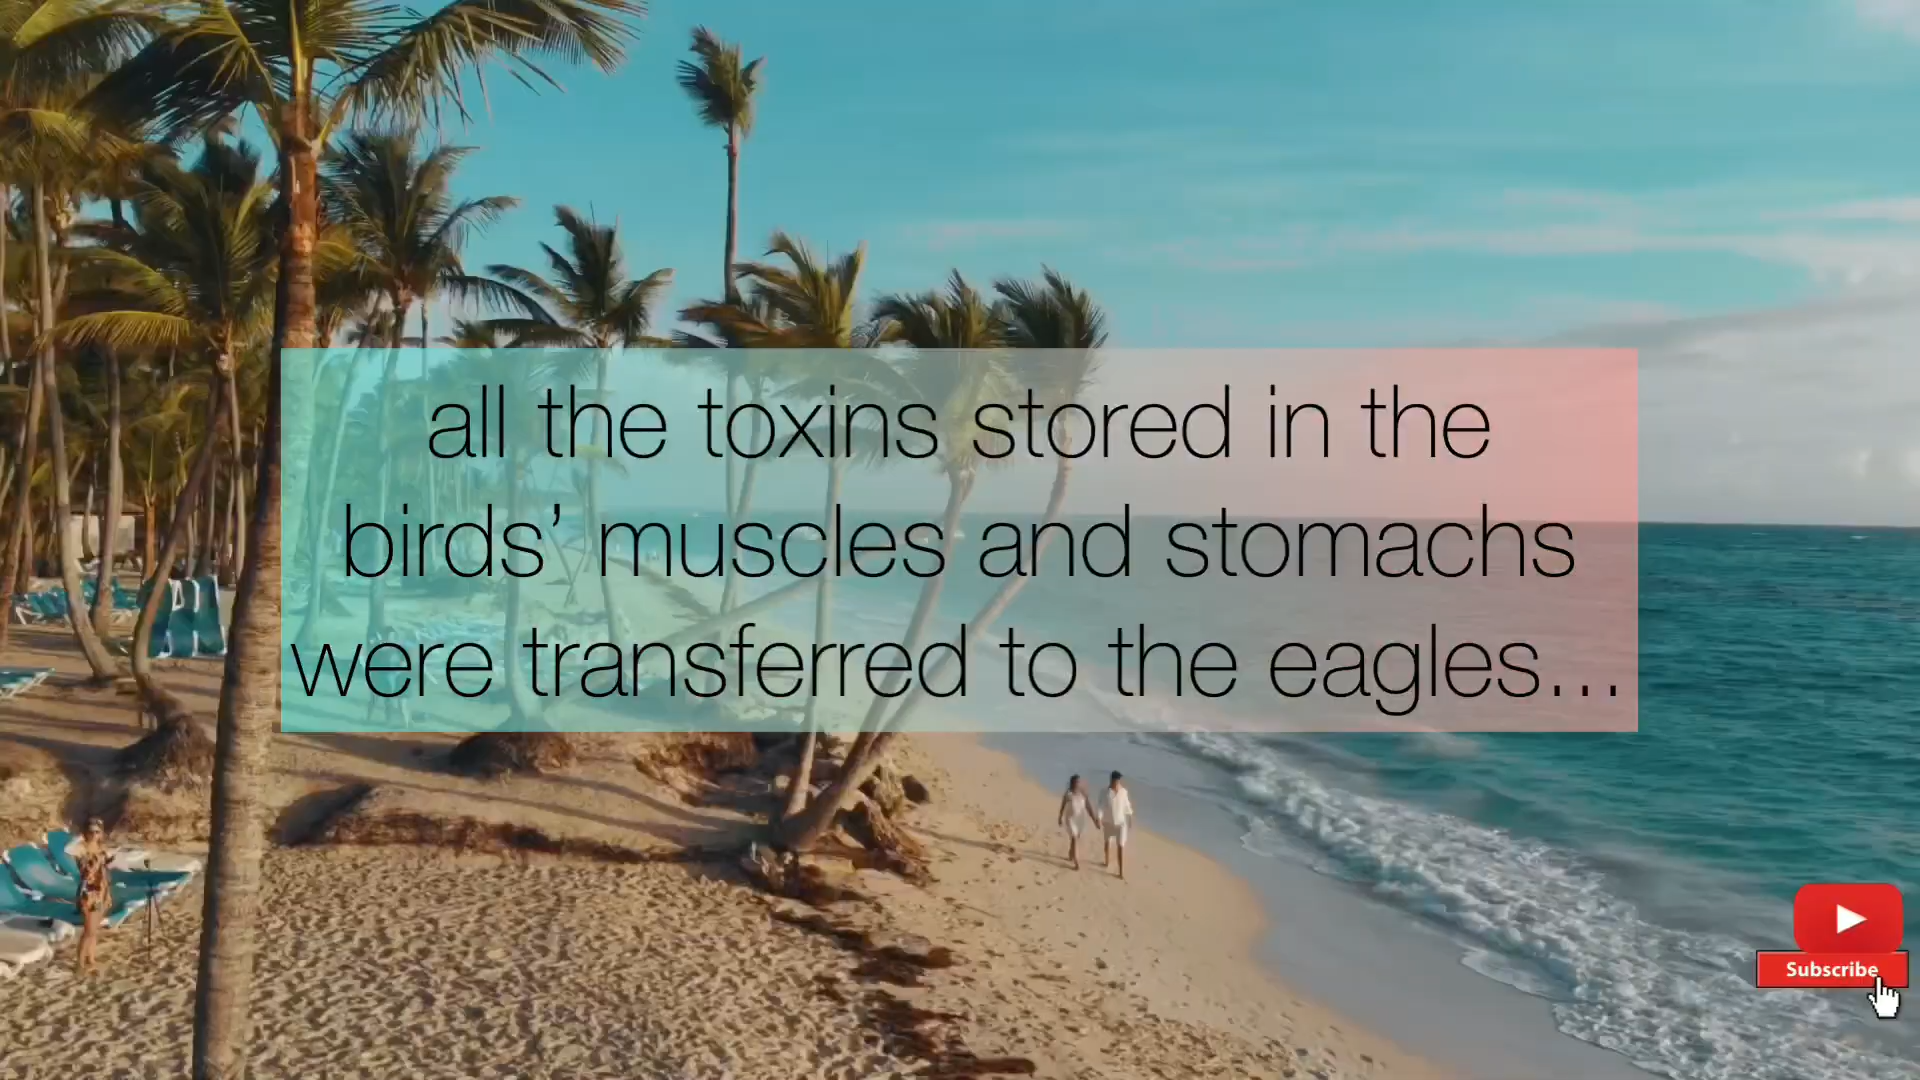 all the toxins stored in the
birds’ muscles and stomachs
were transferred to the eagles...
Subscribe